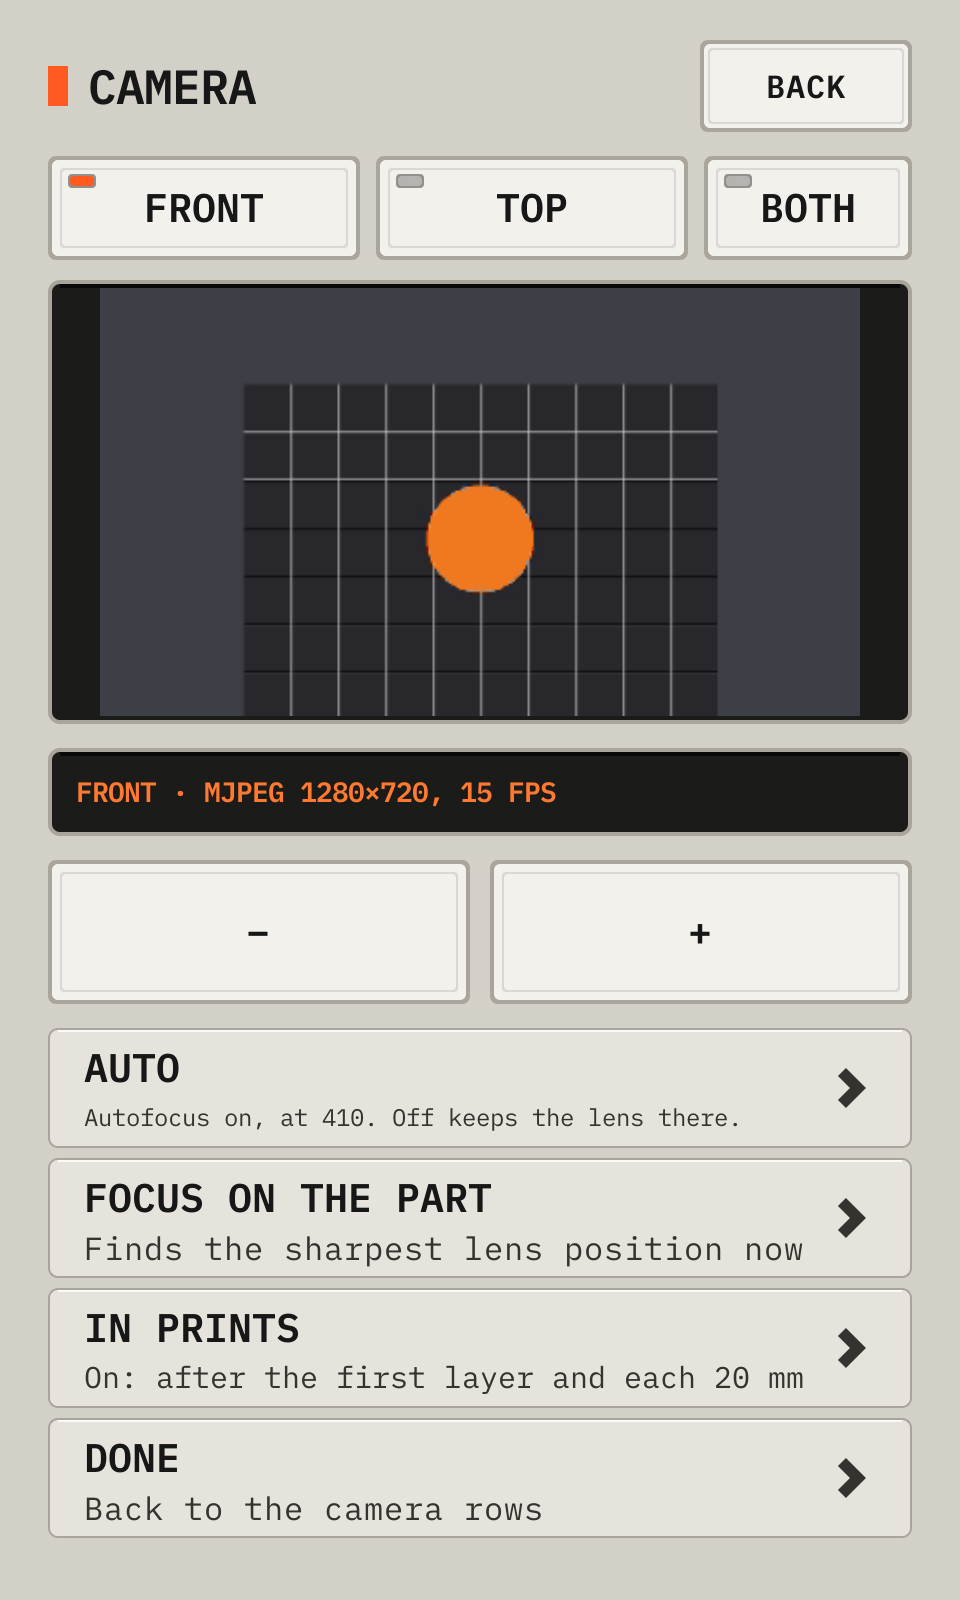 CAMERA
BACK
FRONT
TOP
BOTH
FRONT · MJPEG 1280×720, 15 FPS
−
+
AUTO
Autofocus on, at 410. Off keeps the lens there.
FOCUS ON THE PART
Finds the sharpest lens position now
IN PRINTS
On: after the first layer and each 20 mm
DONE
Back to the camera rows